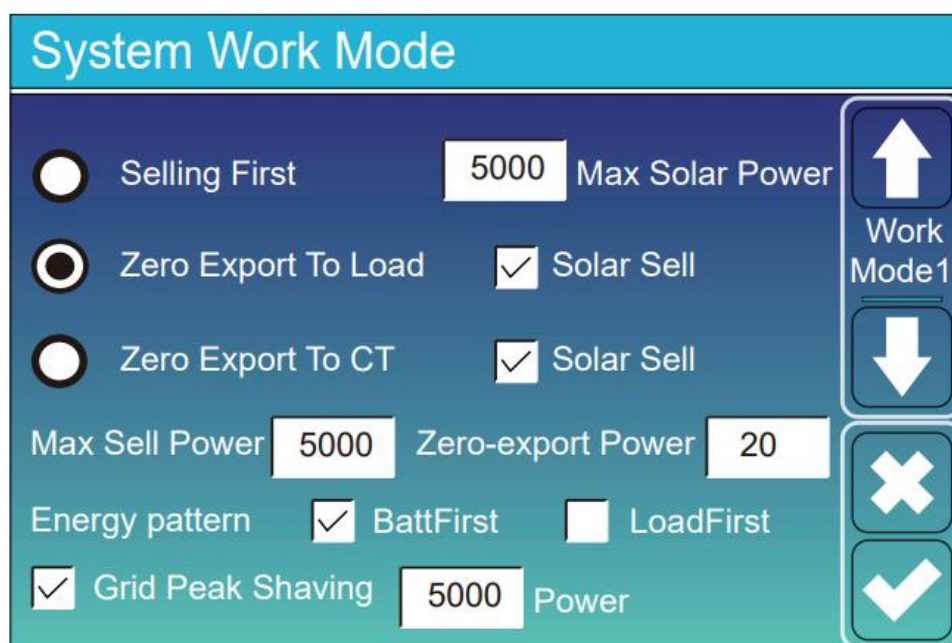 System Work Mode
Selling First 5000 Max Solar Power
Zero Export To Load Solar Sell
Zero Export To CT Solar Sell
Max Sell Power 5000 Zero-export Power 20
Energy pattern BattFirst LoadFirst
Grid Peak Shaving 5000 Power
Work
Mode1